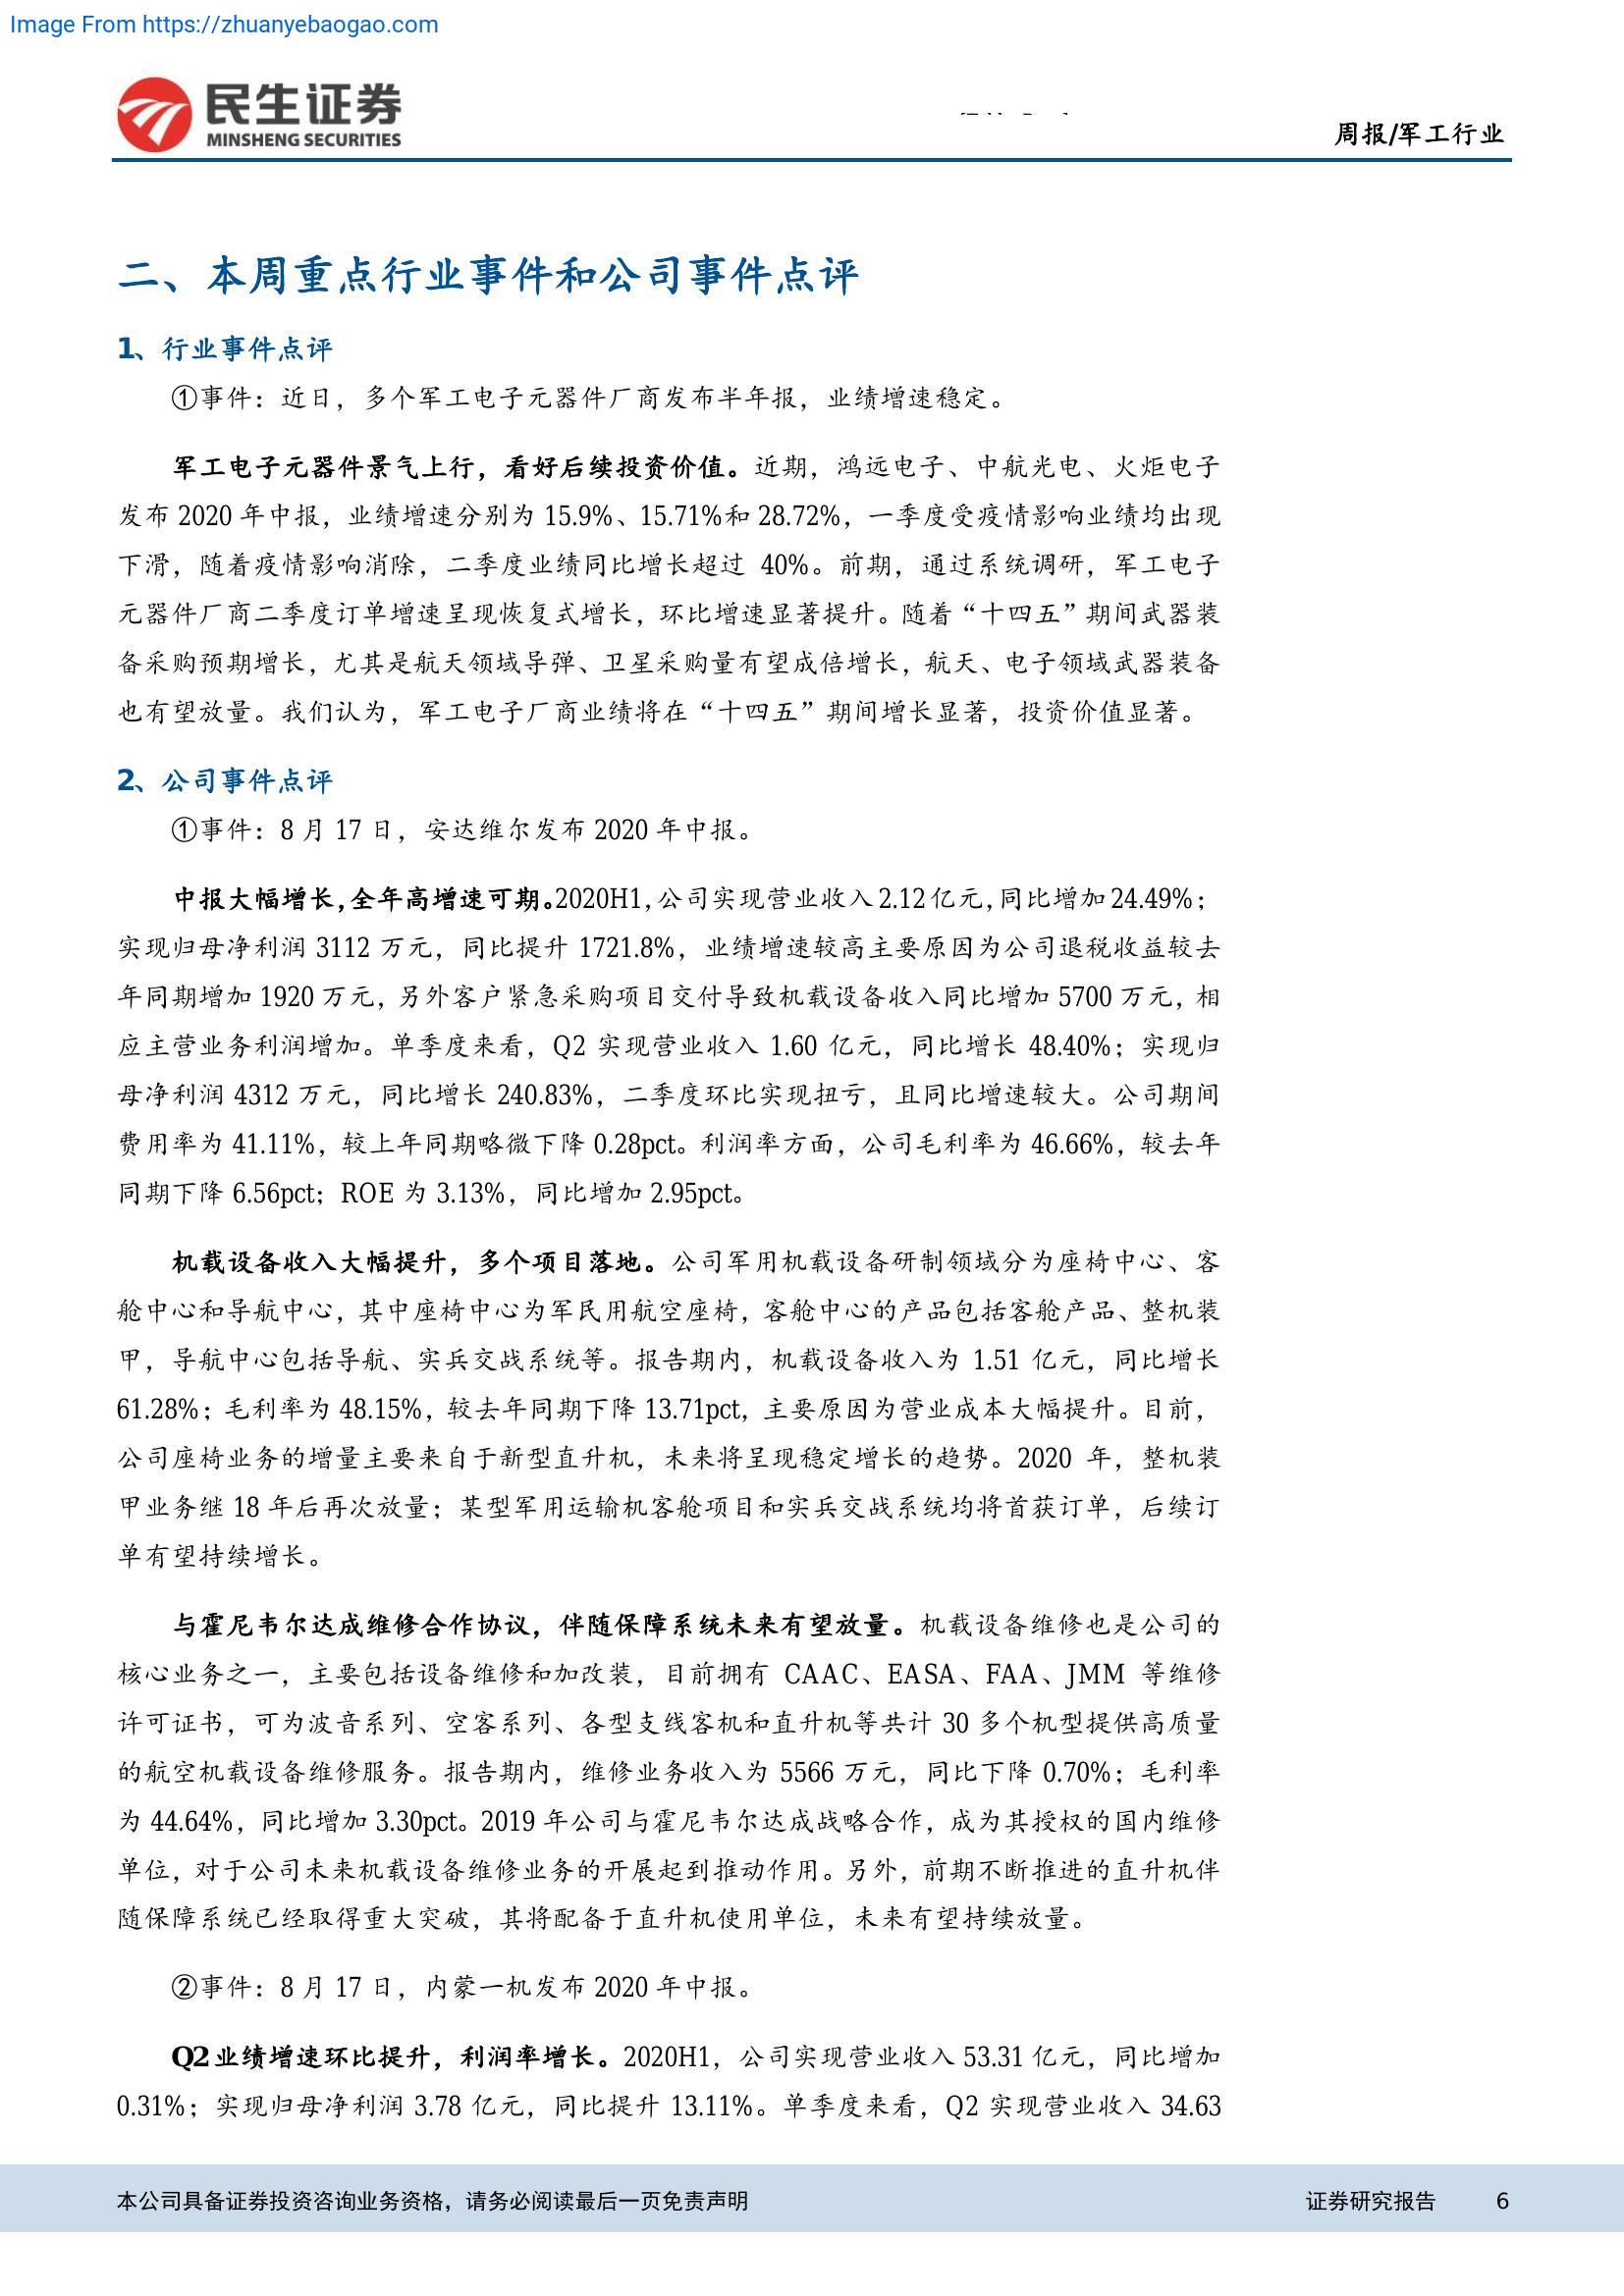 Image From https://zhuanyebaogao.com
民生证券
MINSHENG SECURITIES
周报/军工行业
二、本周重点行业事件和公司事件点评
1、行业事件点评
①事件：近日，多个军工电子元器件厂商发布半年报，业绩增速稳定。
军工电子元器件景气上行，看好后续投资价值。近期，鸿远电子、中航光电、火炬电子
发布 2020 年中报，业绩增速分别为 15.9%、15.71%和 28.72%，一季度受疫情影响业绩均出现
下滑，随着疫情影响消除，二季度业绩同比增长超过 40%。前期，通过系统调研，军工电子
元器件厂商二季度订单增速呈现恢复式增长，环比增速显著提升。随着“十四五”期间武器装
备采购预期增长，尤其是航天领域导弹、卫星采购量有望成倍增长，航天、电子领域武器装备
也有望放量。我们认为，军工电子厂商业绩将在“十四五”期间增长显著，投资价值显著。
2、公司事件点评
①事件：8 月 17 日，安达维尔发布 2020 年中报。
中报大幅增长，全年高增速可期。2020H1，公司实现营业收入 2.12 亿元，同比增加 24.49%；
实现归母净利润 3112 万元，同比提升 1721.8%，业绩增速较高主要原因为公司退税收益较去
年同期增加 1920 万元，另外客户紧急采购项目交付导致机载设备收入同比增加 5700 万元，相
应主营业务利润增加。单季度来看，Q2 实现营业收入 1.60 亿元，同比增长 48.40%；实现归
母净利润 4312 万元，同比增长 240.83%，二季度环比实现扭亏，且同比增速较大。公司期间
费用率为 41.11%，较上年同期略微下降 0.28pct。利润率方面，公司毛利率为 46.66%，较去年
同期下降 6.56pct；ROE 为 3.13%，同比增加 2.95pct。
机载设备收入大幅提升，多个项目落地。公司军用机载设备研制领域分为座椅中心、客
舱中心和导航中心，其中座椅中心为军民用航空座椅，客舱中心的产品包括客舱产品、整机装
甲，导航中心包括导航、实兵交战系统等。报告期内，机载设备收入为 1.51 亿元，同比增长
61.28%；毛利率为 48.15%，较去年同期下降 13.71pct，主要原因为营业成本大幅提升。目前，
公司座椅业务的增量主要来自于新型直升机，未来将呈现稳定增长的趋势。2020 年，整机装
甲业务继 18 年后再次放量；某型军用运输机客舱项目和实兵交战系统均将首获订单，后续订
单有望持续增长。
与霍尼韦尔达成维修合作协议，伴随保障系统未来有望放量。机载设备维修也是公司的
核心业务之一，主要包括设备维修和加改装，目前拥有 CAAC、EASA、FAA、JMM 等维修
许可证书，可为波音系列、空客系列、各型支线客机和直升机等共计 30 多个机型提供高质量
的航空机载设备维修服务。报告期内，维修业务收入为 5566 万元，同比下降 0.70%；毛利率
为 44.64%，同比增加 3.30pct。2019 年公司与霍尼韦尔达成战略合作，成为其授权的国内维修
单位，对于公司未来机载设备维修业务的开展起到推动作用。另外，前期不断推进的直升机伴
随保障系统已经取得重大突破，其将配备于直升机使用单位，未来有望持续放量。
②事件：8 月 17 日，内蒙一机发布 2020 年中报。
Q2 业绩增速环比提升，利润率增长。2020H1，公司实现营业收入 53.31 亿元，同比增加
0.31%；实现归母净利润 3.78 亿元，同比提升 13.11%。单季度来看，Q2 实现营业收入 34.63
本公司具备证券投资咨询业务资格，请务必阅读最后一页免责声明
证券研究报告 6